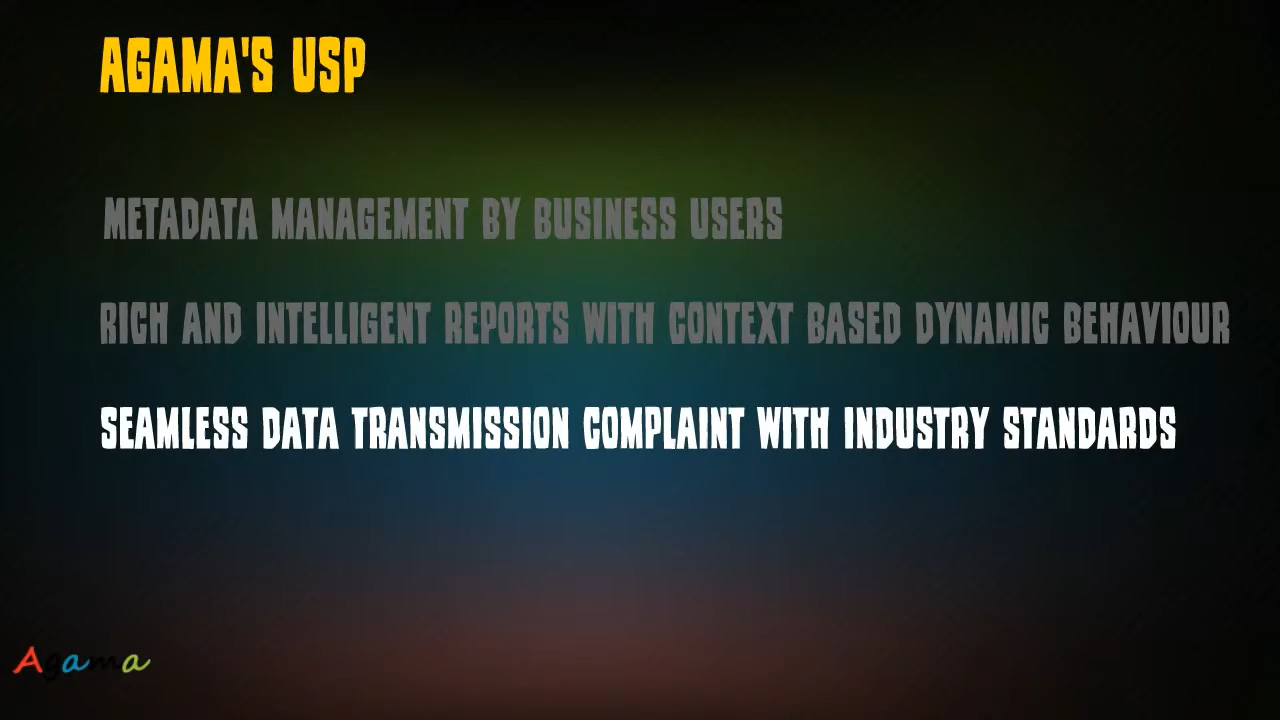 AGAMA'S USP
METADATA MANAGEMENT BY BUSINESS USERS
RICH AND INTELLIGENT REPORTS WITH CONTEXT BASED DYNAMIC BEHAVIOUR
SEAMLESS DATA TRANSMISSION COMPLAINT WITH INDUSTRY STANDARDS
Agama